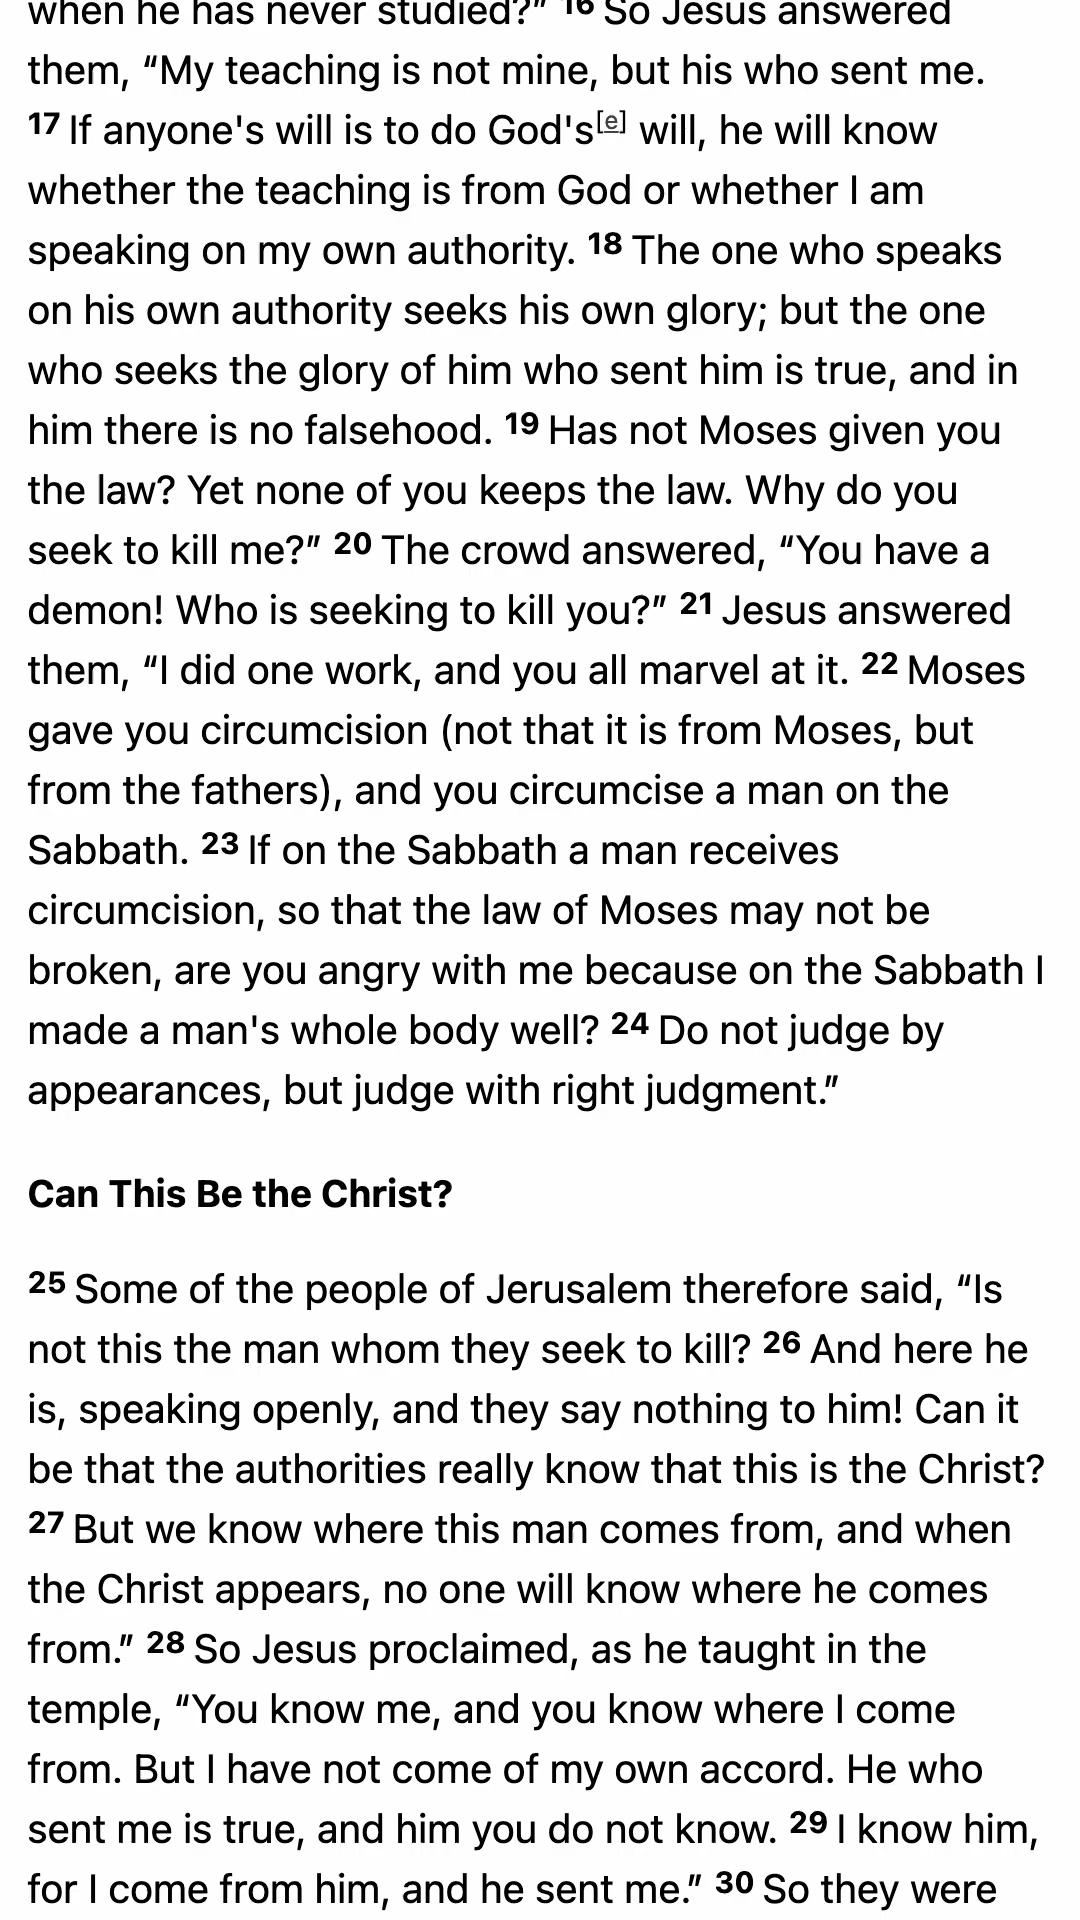 when he has never studied?” 16 So Jesus answered
them, “My teaching is not mine, but his who sent me.
17 If anyone's will is to do God's[e] will, he will know
whether the teaching is from God or whether I am
speaking on my own authority. 18 The one who speaks
on his own authority seeks his own glory; but the one
who seeks the glory of him who sent him is true, and in
him there is no falsehood. 19 Has not Moses given you
the law? Yet none of you keeps the law. Why do you
seek to kill me?” 20 The crowd answered, “You have a
demon! Who is seeking to kill you?” 21 Jesus answered
them, “I did one work, and you all marvel at it. 22 Moses
gave you circumcision (not that it is from Moses, but
from the fathers), and you circumcise a man on the
Sabbath. 23 If on the Sabbath a man receives
circumcision, so that the law of Moses may not be
broken, are you angry with me because on the Sabbath I
made a man's whole body well? 24 Do not judge by
appearances, but judge with right judgment.”
Can This Be the Christ?
25 Some of the people of Jerusalem therefore said, “Is
not this the man whom they seek to kill? 26 And here he
is, speaking openly, and they say nothing to him! Can it
be that the authorities really know that this is the Christ?
27 But we know where this man comes from, and when
the Christ appears, no one will know where he comes
from.” 28 So Jesus proclaimed, as he taught in the
temple, “You know me, and you know where I come
from. But I have not come of my own accord. He who
sent me is true, and him you do not know. 29 I know him,
for I come from him, and he sent me.” 30 So they were